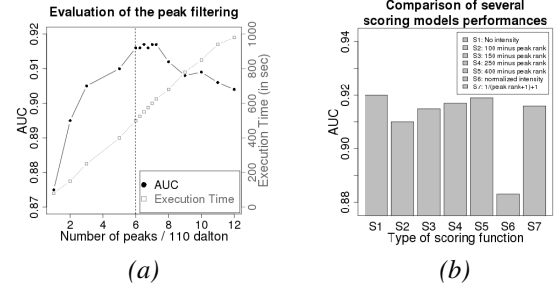 Evaluation of the peak filtering
AUC
0.87 0.88 0.89 0.90 0.91 0.92
0 200 400 600 800 1000
Execution Time (in sec)
AUC
Execution Time
2 4 6 8 10 12
Number of peaks / 110 dalton
(a)
Comparison of several
scoring models performances
AUC
0.88 0.90 0.92 0.94
S1: No intensity
S2: 100 minus peak rank
S3: 150 minus peak rank
S4: 250 minus peak rank
S5: 400 minus peak rank
S6: normalized intensity
S7: 1/(peak rank+1)+1
S1 S2 S3 S4 S5 S6 S7
Type of scoring function
(b)